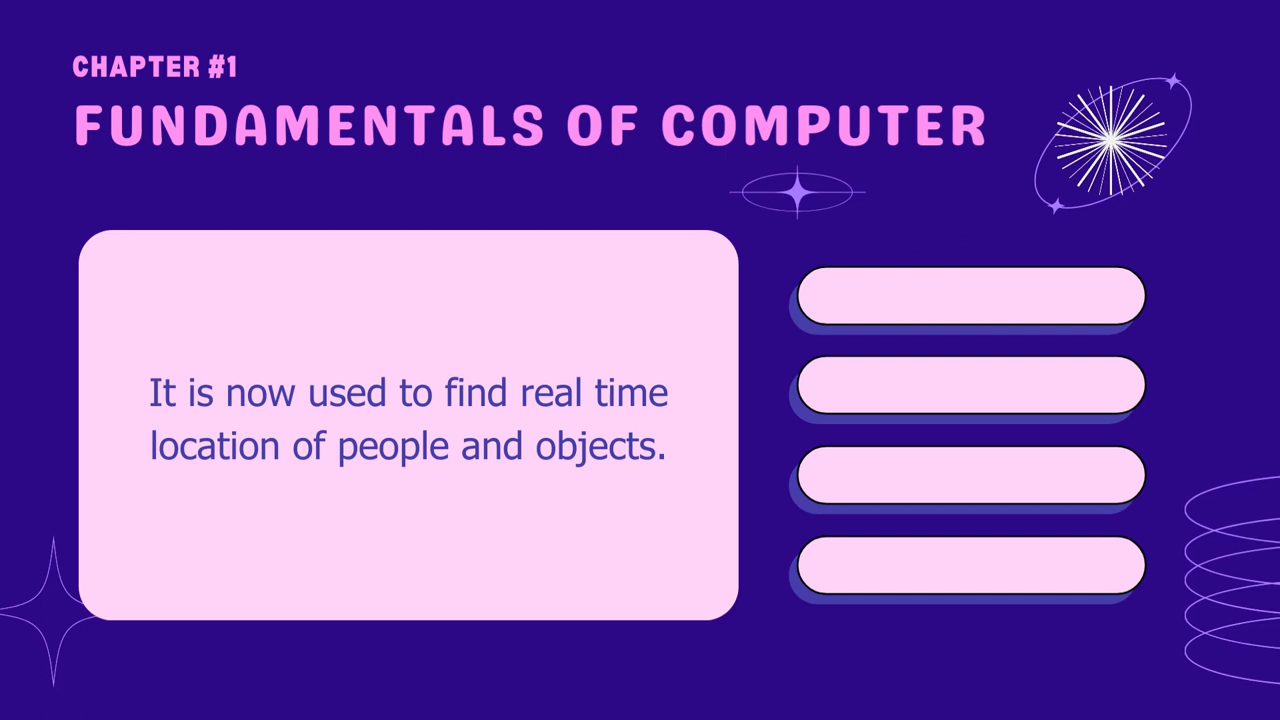 CHAPTER #1
FUNDAMENTALS OF COMPUTER
It is now used to find real time
location of people and objects.